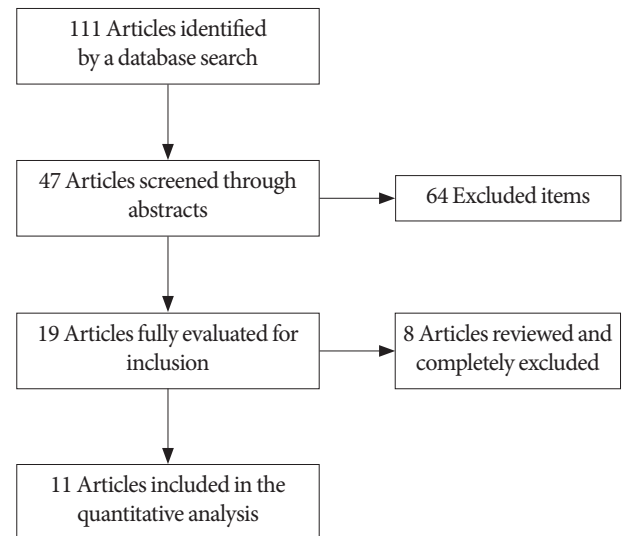 111 Articles identified
by a database search
47 Articles screened through
abstracts
64 Excluded items
19 Articles fully evaluated for
inclusion
8 Articles reviewed and
completely excluded
11 Articles included in the
quantitative analysis